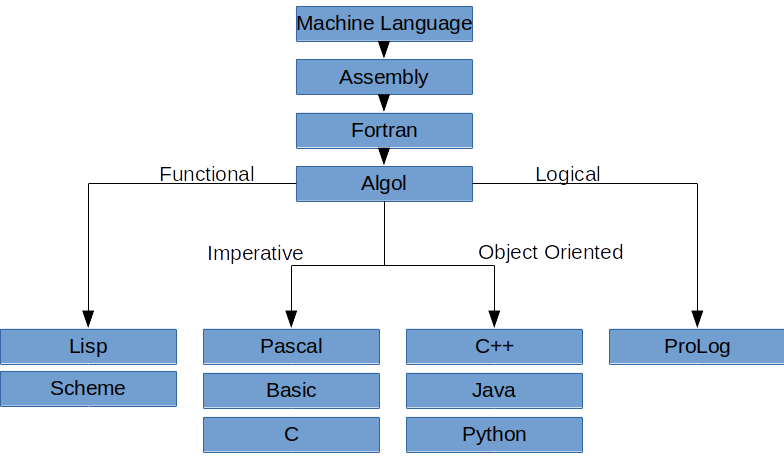 Machine Language
Assembly
Fortran
Algol
Functional
Logical
Imperative
Object Oriented
Lisp
Pascal
C++
ProLog
Scheme
Basic
Java
C
Python